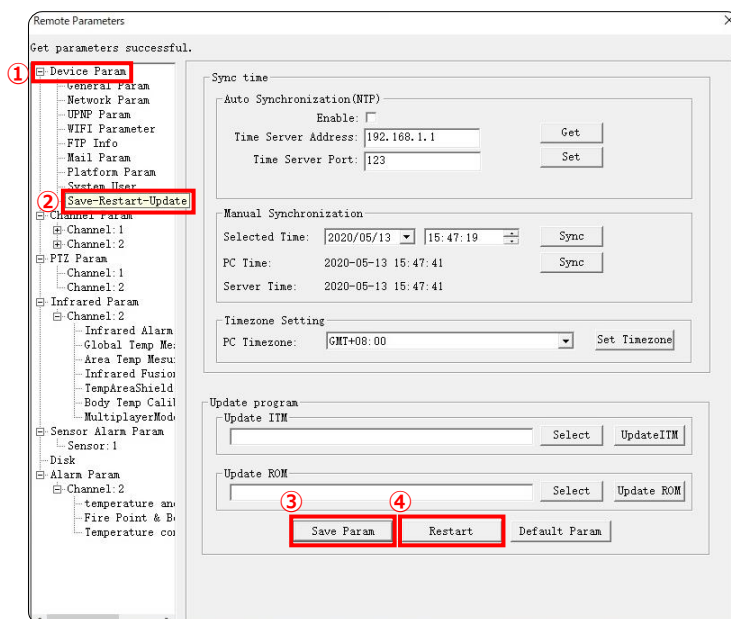 Remote Parameters
Get parameters successful.
① Device Param
General Param
Network Param
UPNP Param
WIFI Parameter
FTP Info
Mail Param
Platform Param
System User
② Save-Restart-Update
Channel Param
Channel:1
Channel:2
PTZ Param
Channel:1
Channel:2
Infrared Param
Channel:2
Infrared Alarm
Global Temp Me
Area Temp Mesu
Infrared Fusio
TempAreaShield
Body Temp Cali
MultiplayerMod
Sensor Alarm Param
Sensor:1
Disk
Alarm Param
Channel:2
temperature an
Fire Point & B
Temperature co
Sync time
Auto Synchronization(NTP)
Enable:
Time Server Address: 192.168.1.1 Get
Time Server Port: 123 Set
Manual Synchronization
Selected Time: 2020/05/13 15:47:19 Sync
PC Time: 2020-05-13 15:47:41 Sync
Server Time: 2020-05-13 15:47:41
Timezone Setting
PC Timezone: GMT+08:00 Set Timezone
Update program
Update ITM
Select UpdateITM
Update ROM
Select Update ROM
③ ④
Save Param Restart Default Param